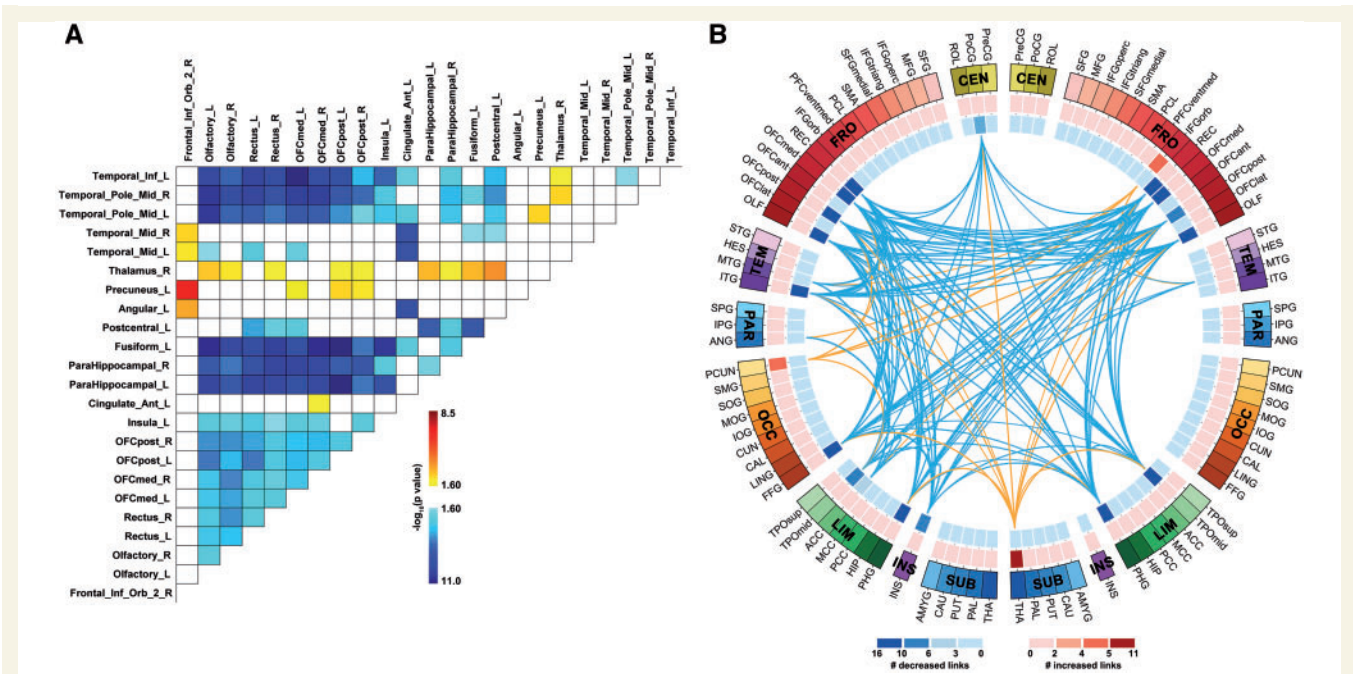 A
Frontal_Inf_Orb_2_R
Olfactory_L
Olfactory_R
Rectus_L
Rectus_R
OFCmed_L
OFCmed_R
OFCpost_L
OFCpost_R
Insula_L
Cingulate_Ant_L
ParaHippocampal_L
ParaHippocampal_R
Fusiform_L
Postcentral_L
Angular_L
Precuneus_L
Thalamus_R
Temporal_Mid_L
Temporal_Mid_R
Temporal_Pole_Mid_L
Temporal_Pole_Mid_R
Temporal_Inf_L
Temporal_Inf_L
Temporal_Pole_Mid_R
Temporal_Pole_Mid_L
Temporal_Mid_R
Temporal_Mid_L
Thalamus_R
Precuneus_L
Angular_L
Postcentral_L
Fusiform_L
ParaHippocampal_R
ParaHippocampal_L
Cingulate_Ant_L
Insula_L
OFCpost_R
OFCpost_L
OFCmed_R
OFCmed_L
Rectus_R
Rectus_L
Olfactory_R
Olfactory_L
Frontal_Inf_Orb_2_R
-log10(p value)
8.5
1.60
1.60
11.0
B
CEN
PreCG
PoCG
ROL
FRO
SFG
MFG
IFGoperc
IFGtriang
SFGmedial
SMA
PCL
PFCventmed
IFGorb
REC
OFCmed
OFCant
OFCpost
OFClat
OLF
TEM
STG
HES
MTG
ITG
PAR
SPG
IPG
ANG
OCC
PCUN
SMG
SOG
MOG
IOG
CUN
CAL
LING
FFG
LIM
TPOsup
TPOmid
ACC
MCC
PCC
HIP
PHG
INS
INS
SUB
AMYG
CAU
PUT
PAL
THA
CEN
PreCG
PoCG
ROL
FRO
SFG
MFG
IFGoperc
IFGtriang
SFGmedial
SMA
PCL
PFCventmed
IFGorb
REC
OFCmed
OFCant
OFCpost
OFClat
OLF
TEM
STG
HES
MTG
ITG
PAR
SPG
IPG
ANG
OCC
PCUN
SMG
SOG
MOG
IOG
CUN
CAL
LING
FFG
LIM
TPOsup
TPOmid
ACC
MCC
PCC
HIP
PHG
INS
INS
SUB
AMYG
CAU
PUT
PAL
THA
16 10 6 3 0
# decreased links
0 2 4 5 11
# increased links